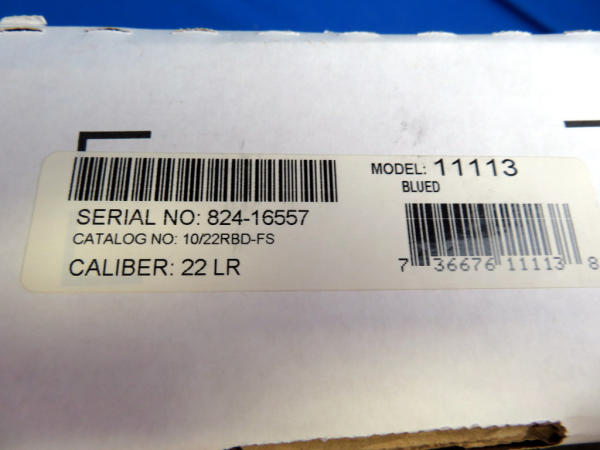 SERIAL NO: 824-16557
CATALOG NO: 10/22RBD-FS
CALIBER: 22 LR
MODEL: 11113
BLUED
7 36676 11113 8